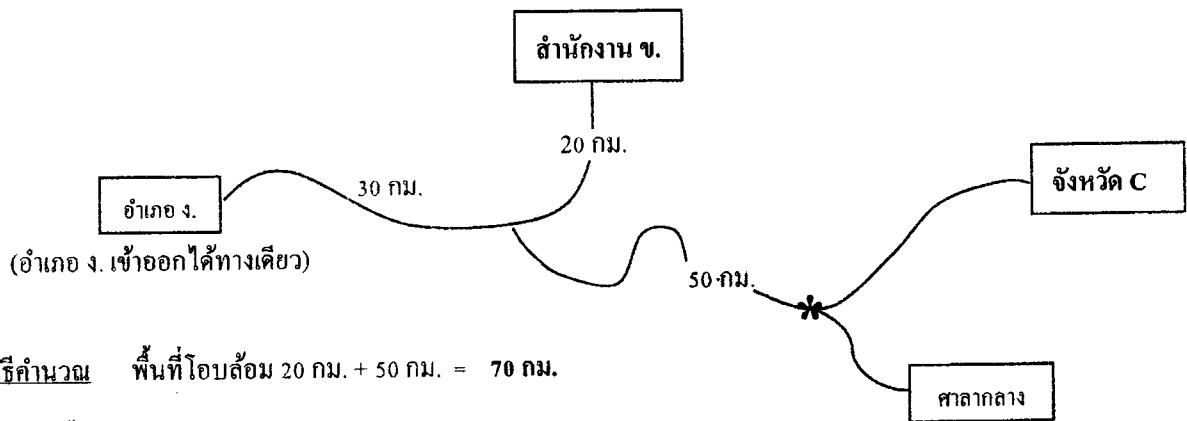 สำนักงาน ข.
20 กม.
จังหวัด C
30 กม.
อำเภอ ง.
(อำเภอ ง. เข้าออกได้ทางเดียว)
50 กม.
*
ธีคำนวณ พื้นที่โอบล้อม 20 กม. + 50 กม. = 70 กม.
ศาลากลาง